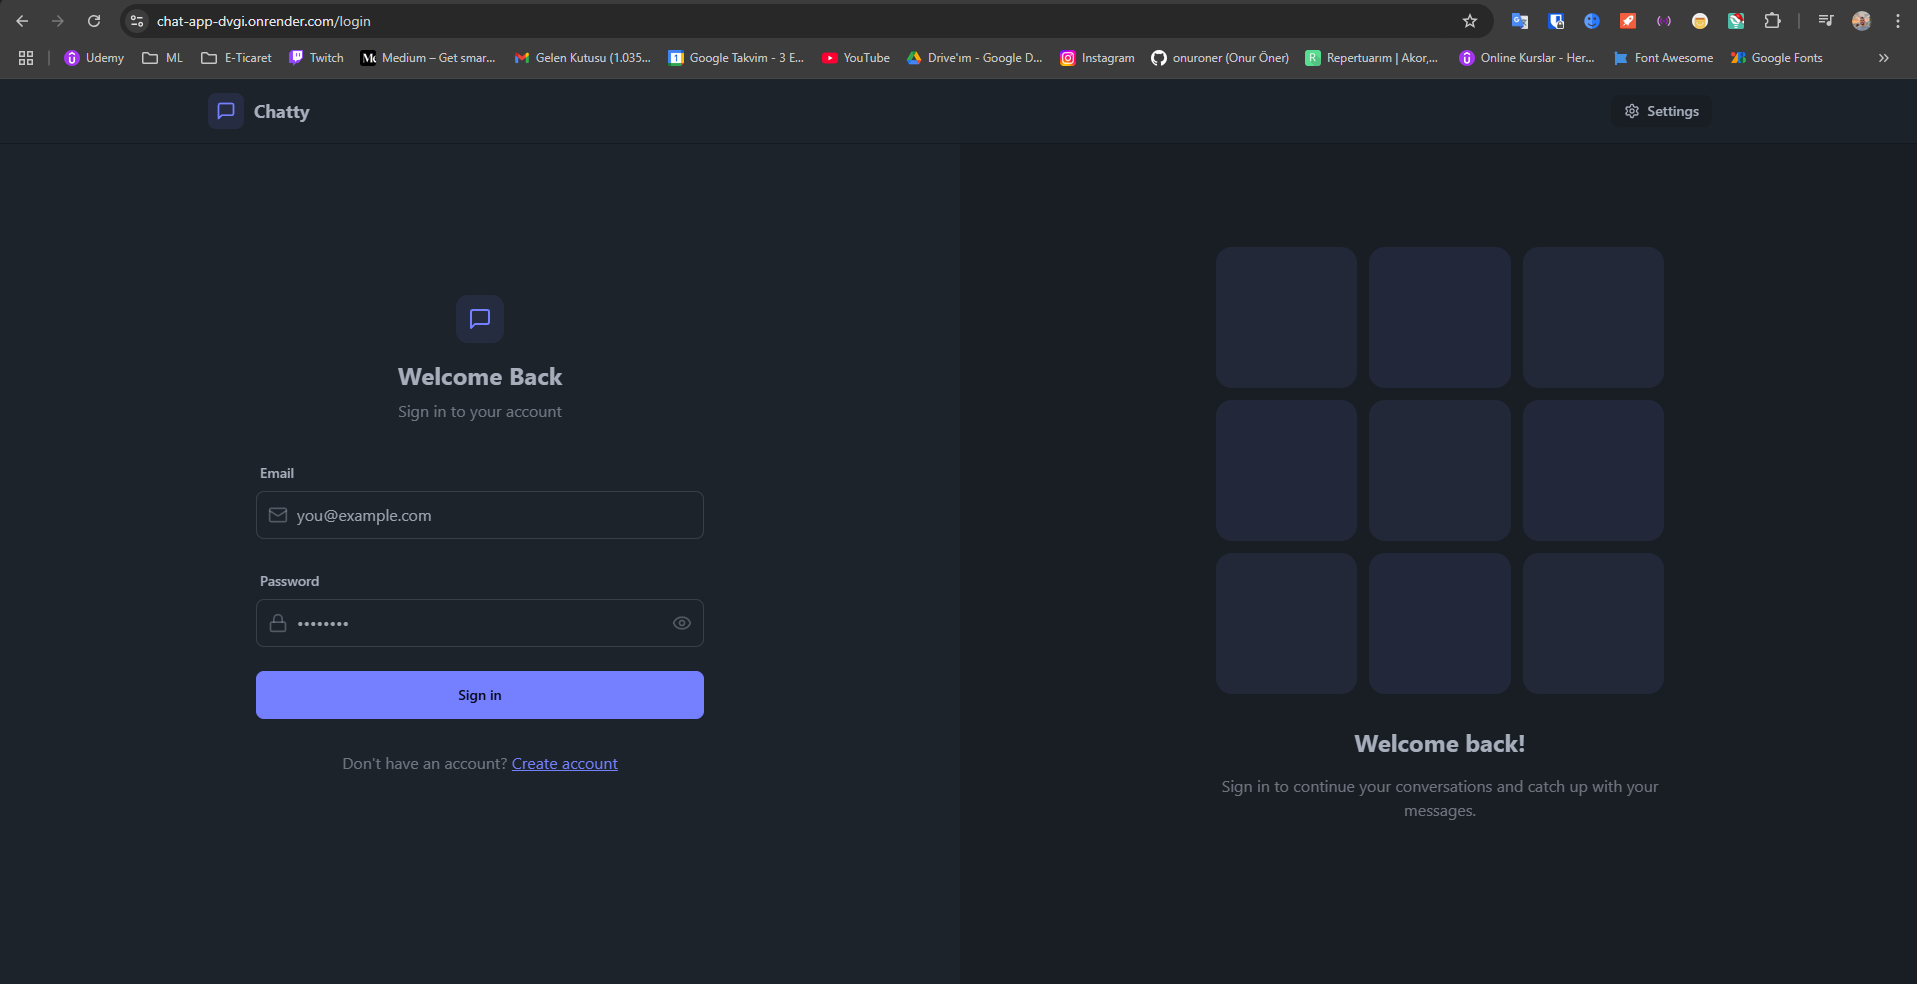 chat-app-dvgi.onrender.com/login
Udemy
ML
E-Ticaret
Twitch
Medium – Get smar...
Gelen Kutusu (1.035...
Google Takvim - 3 E...
YouTube
Drive'ım - Google D...
Instagram
onuroner (Onur Öner)
Repertuarım | Akor,...
Online Kurslar - Her...
Font Awesome
Google Fonts
Chatty
Settings
Welcome Back
Sign in to your account
Email
you@example.com
Password
••••••••
Sign in
Don't have an account? Create account
Welcome back!
Sign in to continue your conversations and catch up with your
messages.